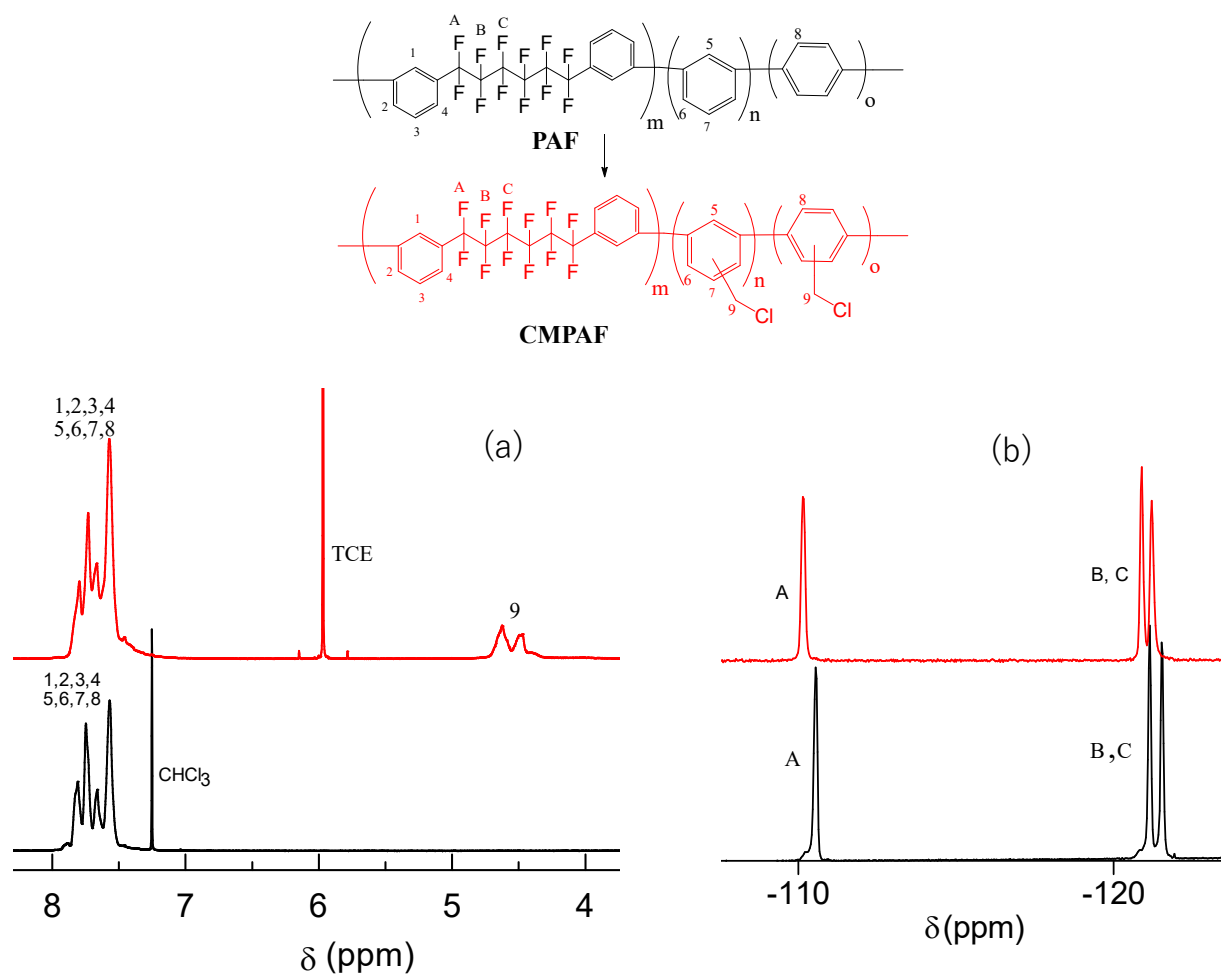 A
B
C
F F F F F F
1
5
8
F F F F F F
2
4
3
6
7
m
n
o
PAF
A
B
C
F F F F F F
1
5
8
F F F F F F
2
4
3
6
7
m
n
o
9
Cl
9
Cl
CMPAF
1,2,3,4
5,6,7,8
(a)
TCE
9
1,2,3,4
5,6,7,8
CHCl3
8 7 6 5 4
δ (ppm)
(b)
A
B, C
A
B ,C
-110 -120
δ(ppm)